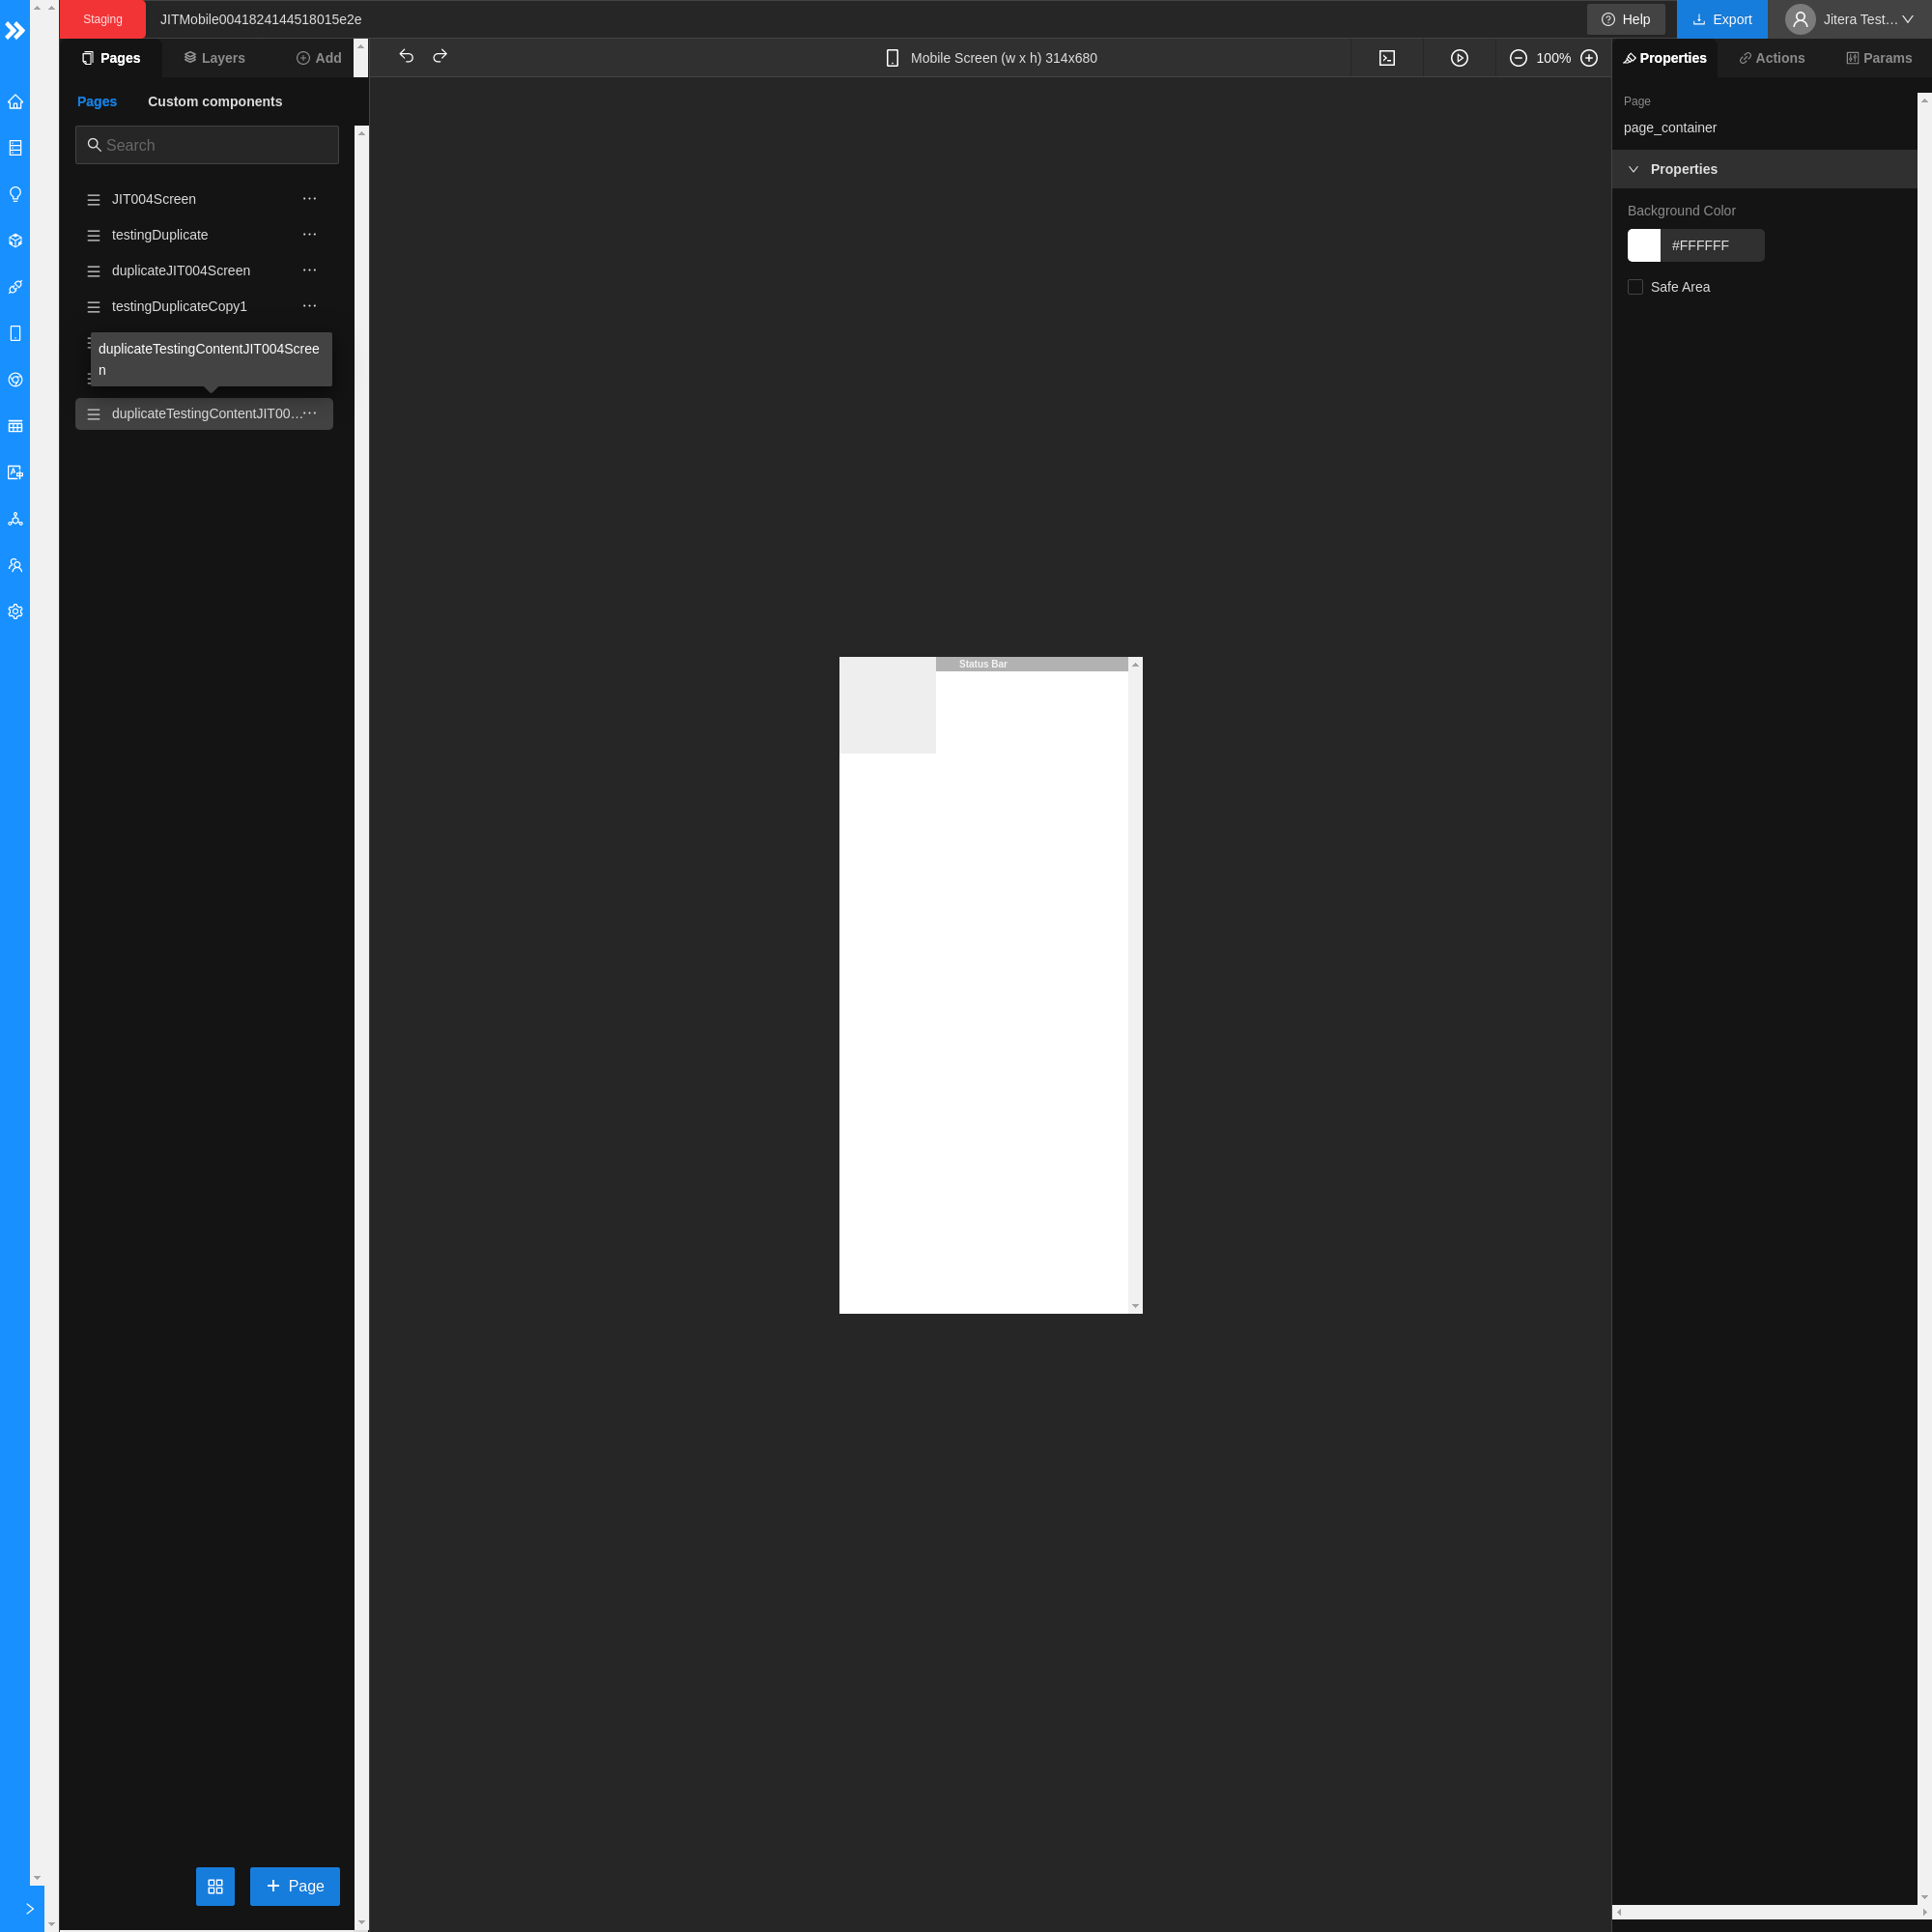 Staging
JITMobile0041824144518015e2e
Help
Export
Jitera Test...
Pages
Layers
Add
Mobile Screen (w x h) 314x680
100%
Properties
Actions
Params
Pages
Custom components
Search
JIT004Screen
testingDuplicate
duplicateJIT004Screen
testingDuplicateCopy1
duplicateTestingContentJIT004Scree
n
duplicateTestingContentJIT00...
Status Bar
Page
page_container
Properties
Background Color
#FFFFFF
Safe Area
Page